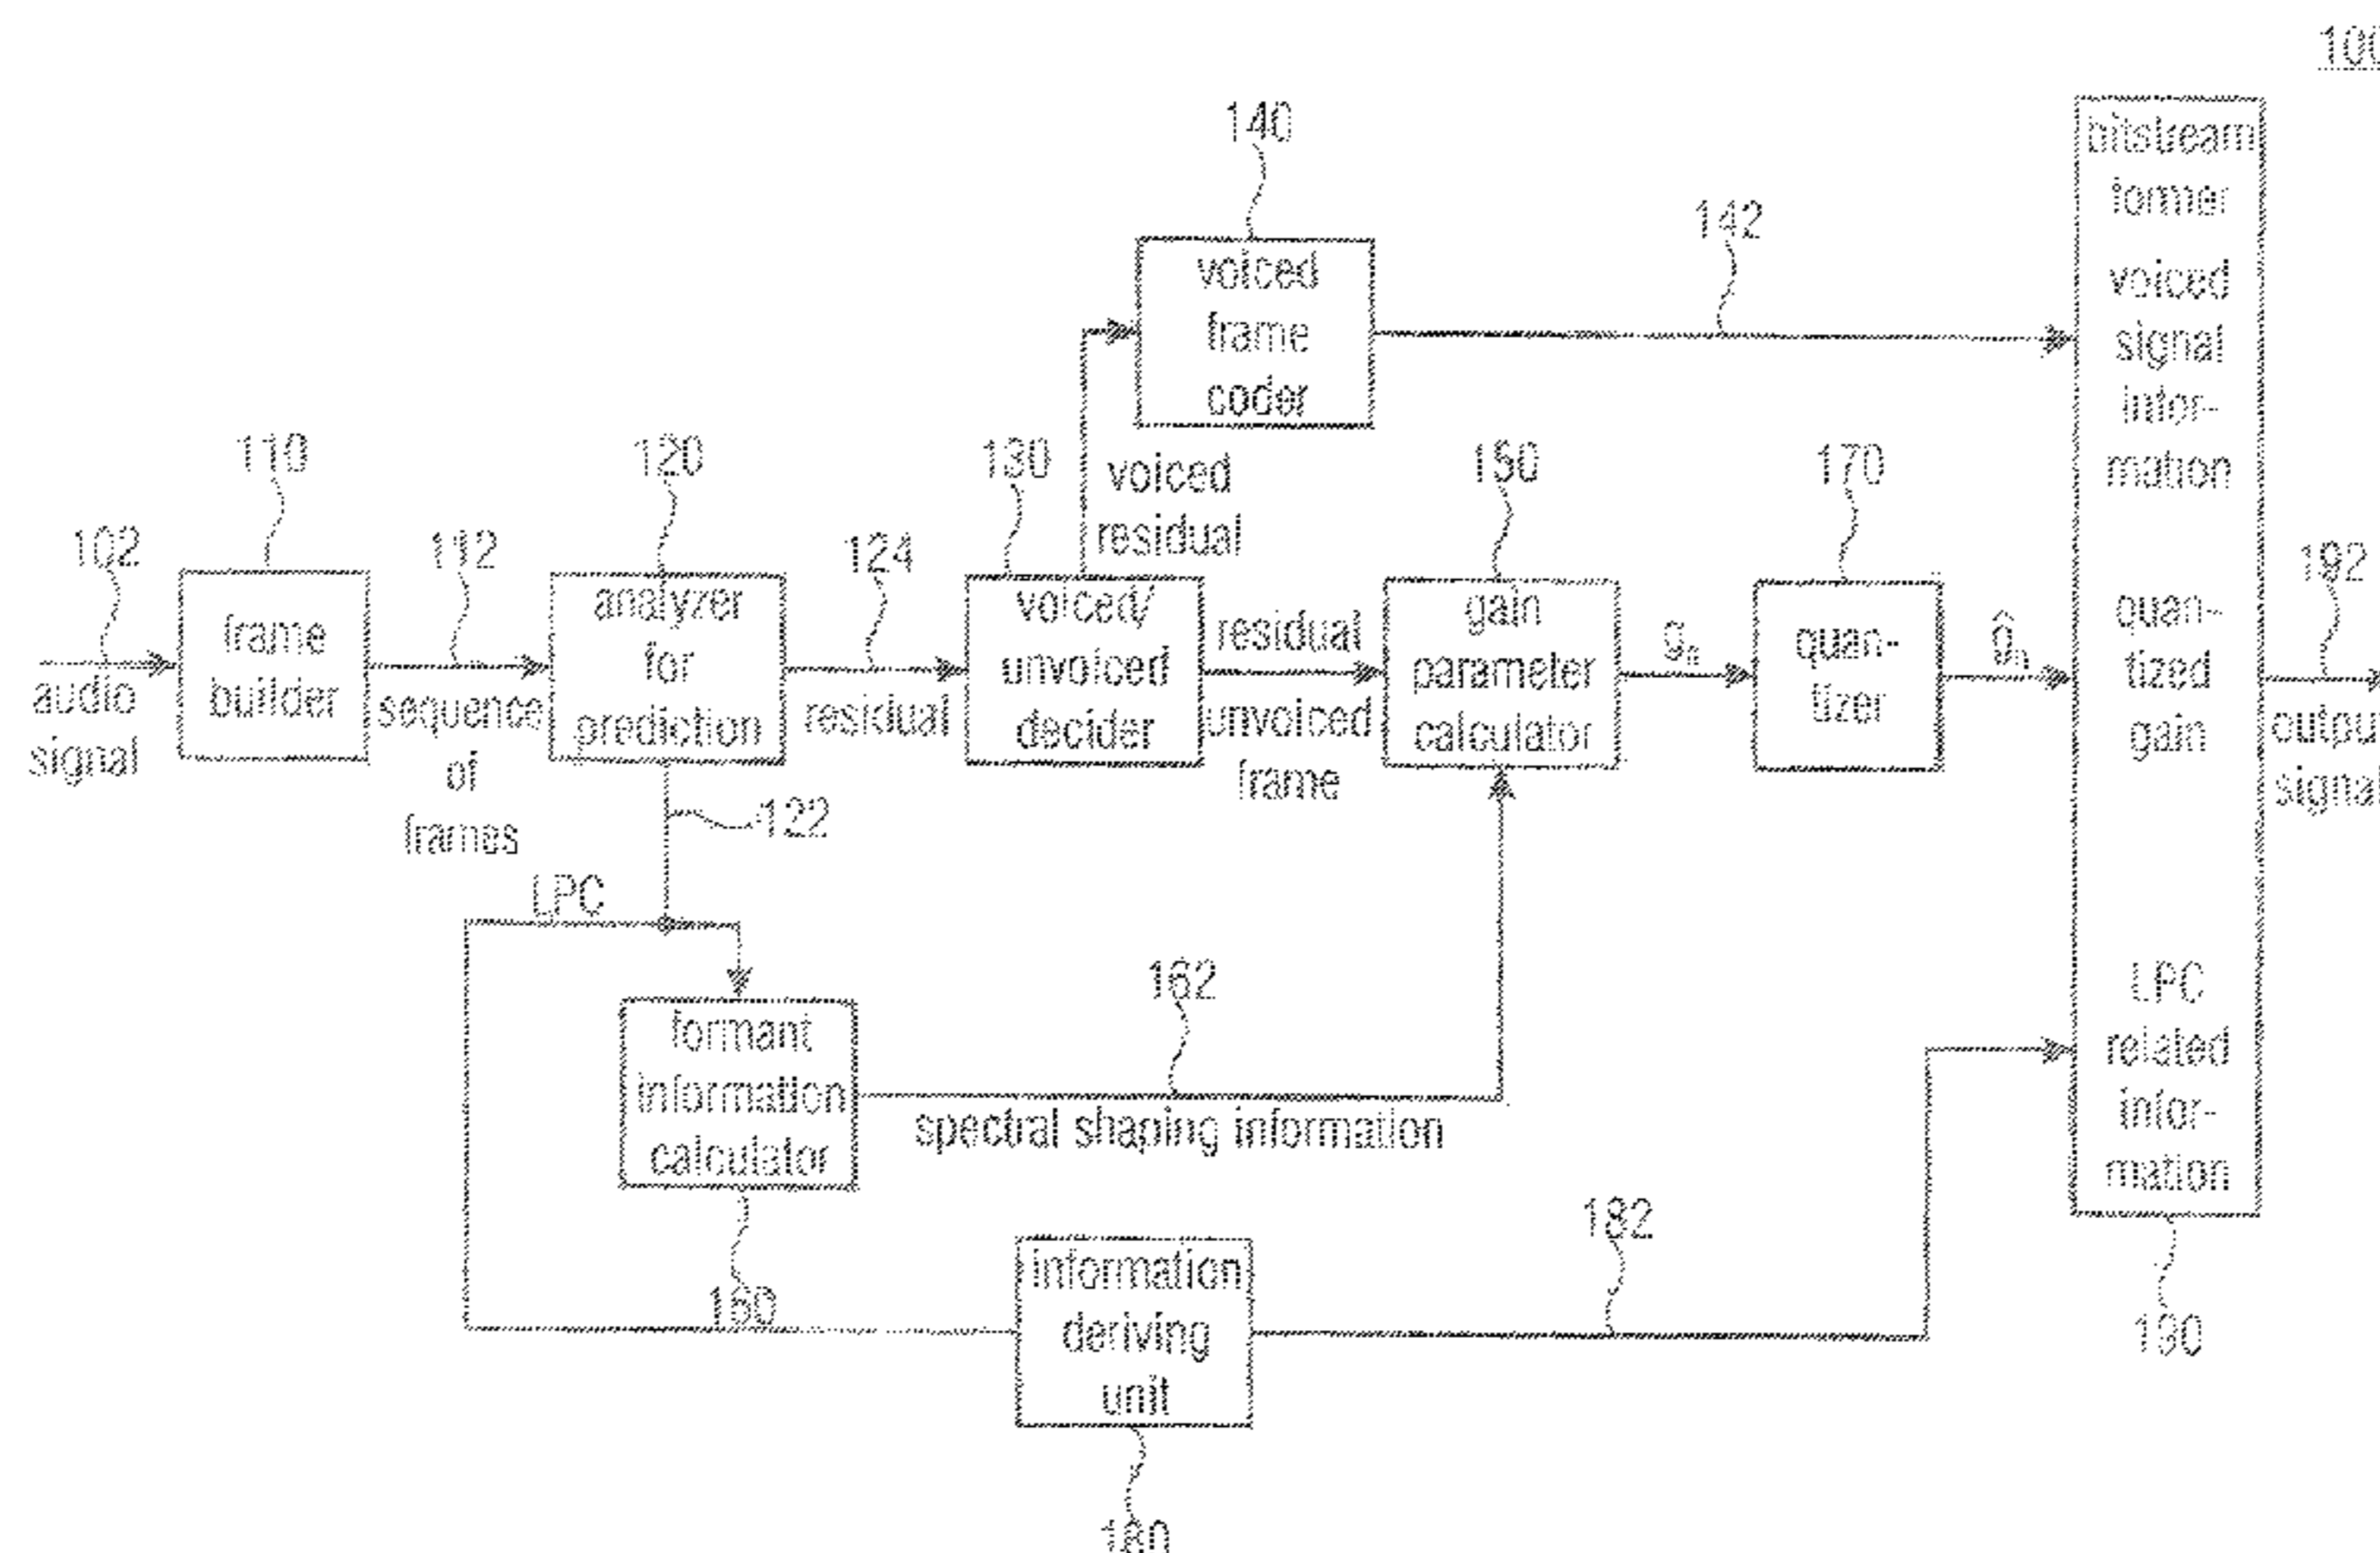 100
140
bitstream
former
voiced
signal
infor-
mation
quan-
tized
gain
LPC
related
infor-
mation
142
voiced
frame
coder
110
120
130
voiced
residual
150
170
102
112
124
192
frame
builder
analyzer
for
prediction
voiced/
unvoiced
decider
residual
unvoiced
frame
gain
parameter
calculator
gn
quan-
tizer
ĝn
audio
signal
sequence
of
frames
residual
122
LPC
162
formant
information
calculator
spectral shaping information
160
182
information
deriving
unit
180
signal